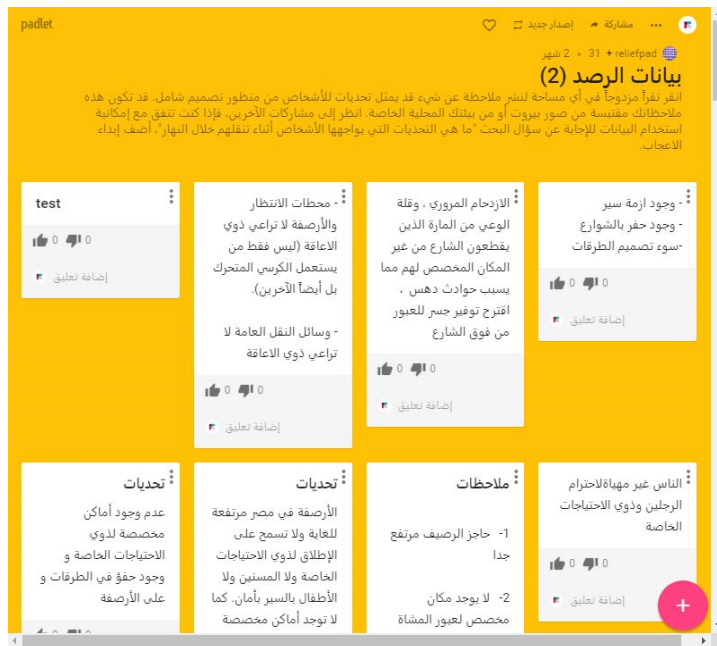 padlet
مشاركة
إصدار جديد
reliefpad + 31 • 2 شهر
بيانات الرصد (2)
انقر نقراً مزدوجاً في أي مساحة لنشر ملاحظة عن شيء قد يمثل تحديات للأشخاص من منظور تصميم شامل. قد تكون هذه
ملاحظاتك مقتبسة من صور بيروت أو من بيئتك المحلية الخاصة. انظر إلى مشاركات الآخرين، فإذا كنت تتفق مع إمكانية
استخدام البيانات للإجابة عن سؤال البحث "ما هي التحديات التي يواجهها الأشخاص أثناء تنقلهم خلال النهار"، أضف إبداء
الاعجاب.
- وجود ازمة سير
- وجود حفر بالشوارع
-سوء تصميم الطرقات
0 0
إضافة تعليق
الازدحام المروري ، وقلة
الوعي من المارة الذين
يقطعون الشارع من غير
المكان المخصص لهم مما
يسبب حوادث دهس ،
اقترح توفير جسر للعبور
من فوق الشارع
0 0
إضافة تعليق
- محطات الانتظار
والأرصفة لا تراعي ذوي
الاعاقة (ليس فقط من
يستعمل الكرسي المتحرك
بل أيضاً الآخرين).
- وسائل النقل العامة لا
تراعي ذوي الاعاقة
0 0
إضافة تعليق
test
0 0
إضافة تعليق
الناس غير مهياةلاحترام
الرجلين وذوي الاحتياجات
الخاصة
0 0
إضافة تعليق
+
ملاحظات
1- حاجز الرصيف مرتفع
جدا
2- لا يوجد مكان
مخصص لعبور المشاة
تحديات
الأرصفة في مصر مرتفعة
للغاية ولا تسمح على
الإطلاق لذوي الاحتياجات
الخاصة ولا المسنين ولا
الأطفال بالسير بأمان. كما
لا توجد أماكن مخصصة
تحديات
عدم وجود أماكن
مخصصة لذوي
الاحتياجات الخاصة و
وجود حفؤ في الطرقات و
على الأرصفة